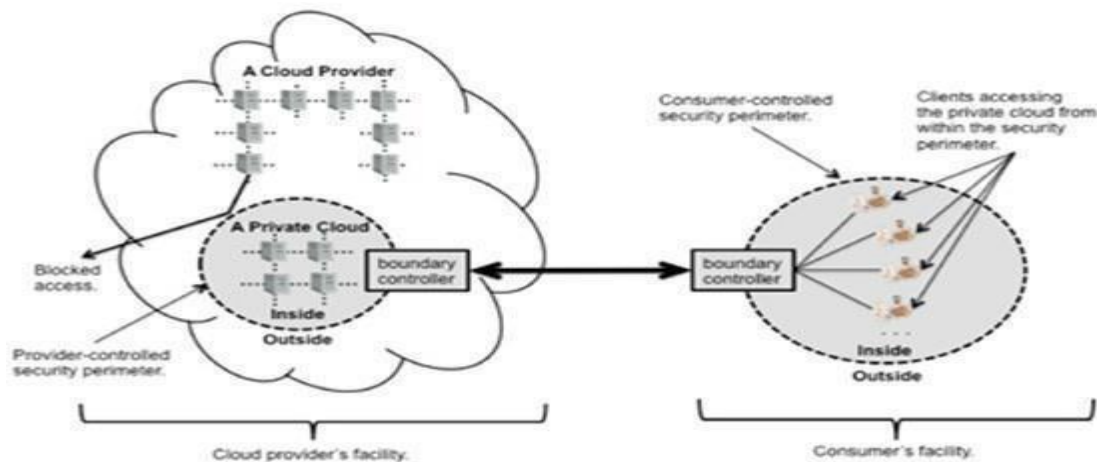 A Cloud Provider
Consumer-controlled
security perimeter.
Clients accessing
the private cloud from
within the security
perimeter.
A Private Cloud
Blocked
access.
boundary
controller
boundary
controller
Inside
Outside
Provider-controlled
security perimeter.
Inside
Outside
Cloud provider's facility.
Consumer's facility.